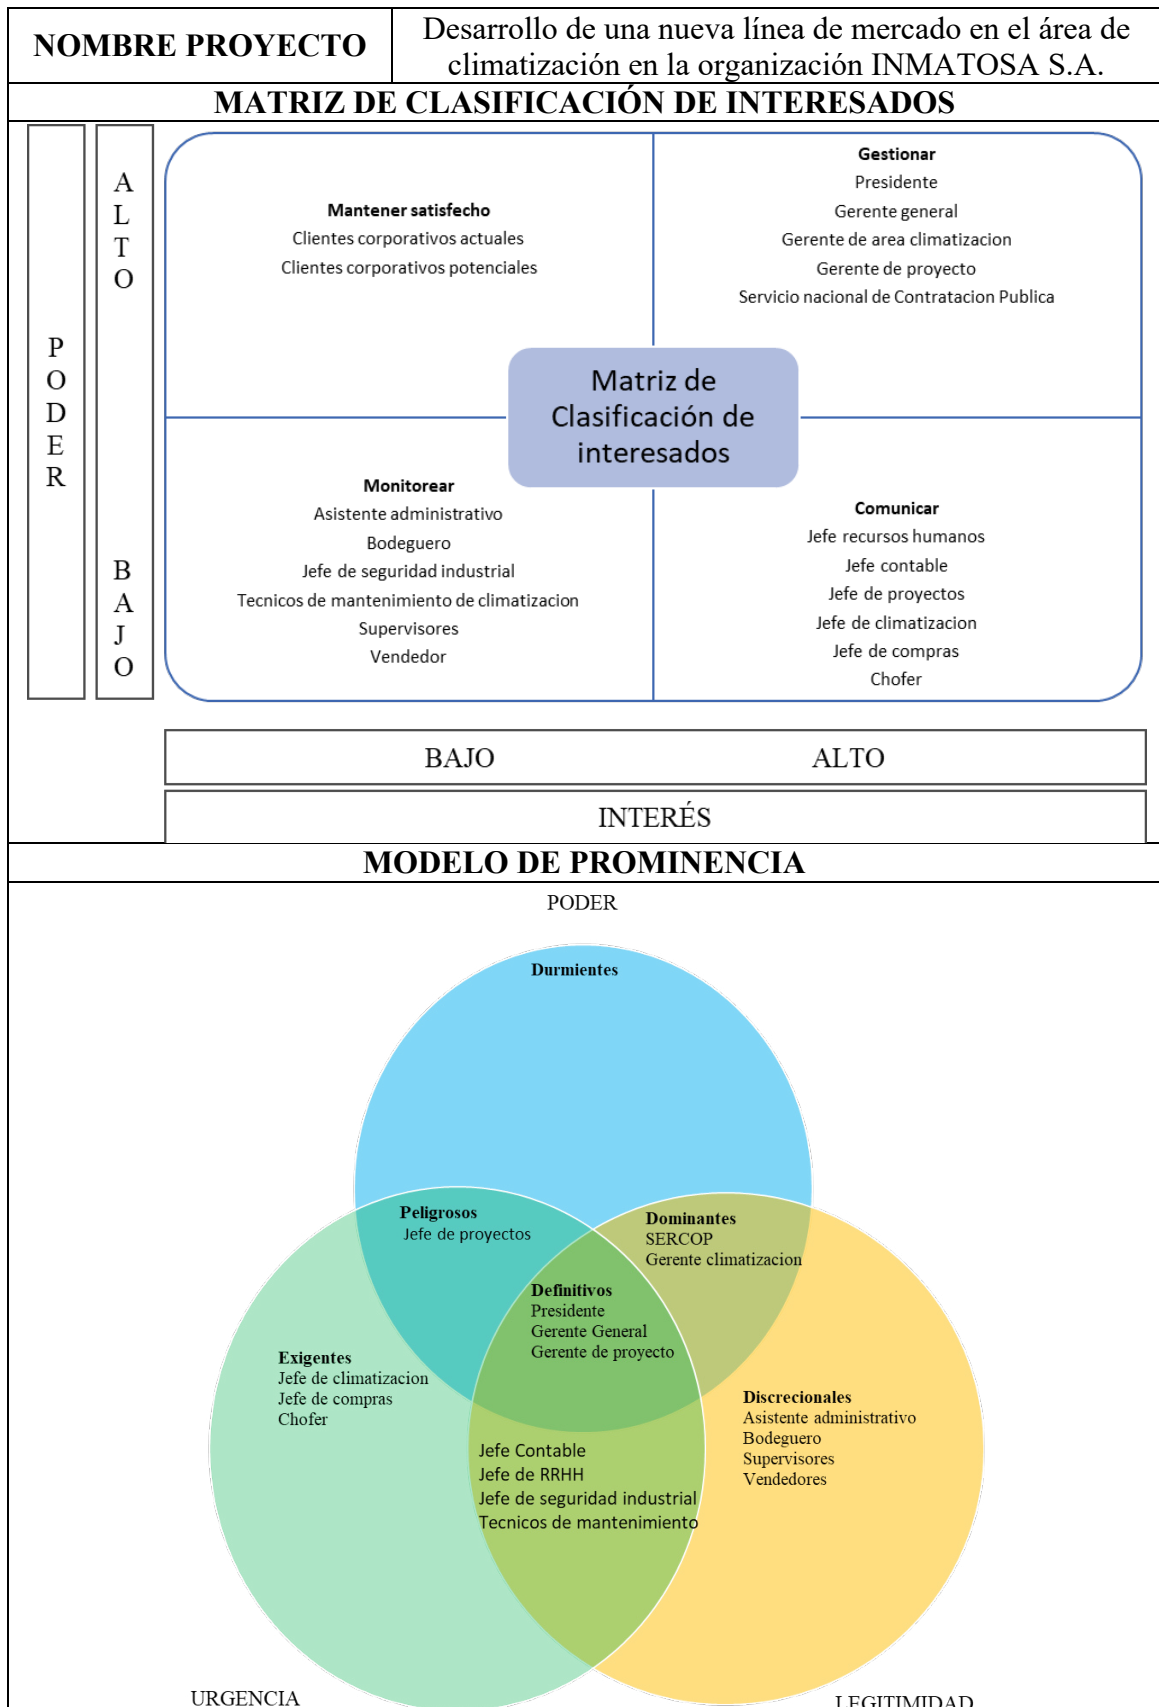 NOMBRE PROYECTO
Desarrollo de una nueva línea de mercado en el área de
climatización en la organización INMATOSA S.A.
MATRIZ DE CLASIFICACIÓN DE INTERESADOS
PODER
ALTO
BAJO
Mantener satisfecho
Clientes corporativos actuales
Clientes corporativos potenciales
Gestionar
Presidente
Gerente general
Gerente de area climatizacion
Gerente de proyecto
Servicio nacional de Contratacion Publica
Matriz de
Clasificación de
interesados
Monitorear
Asistente administrativo
Bodeguero
Jefe de seguridad industrial
Tecnicos de mantenimiento de climatizacion
Supervisores
Vendedor
Comunicar
Jefe recursos humanos
Jefe contable
Jefe de proyectos
Jefe de climatizacion
Jefe de compras
Chofer
BAJO
ALTO
INTERÉS
MODELO DE PROMINENCIA
PODER
Durmientes
Peligrosos
Jefe de proyectos
Dominantes
SERCOP
Gerente climatizacion
Definitivos
Presidente
Gerente General
Gerente de proyecto
Exigentes
Jefe de climatizacion
Jefe de compras
Chofer
Discrecionales
Asistente administrativo
Bodeguero
Supervisores
Vendedores
Jefe Contable
Jefe de RRHH
Jefe de seguridad industrial
Tecnicos de mantenimiento
URGENCIA
LEGITIMIDAD